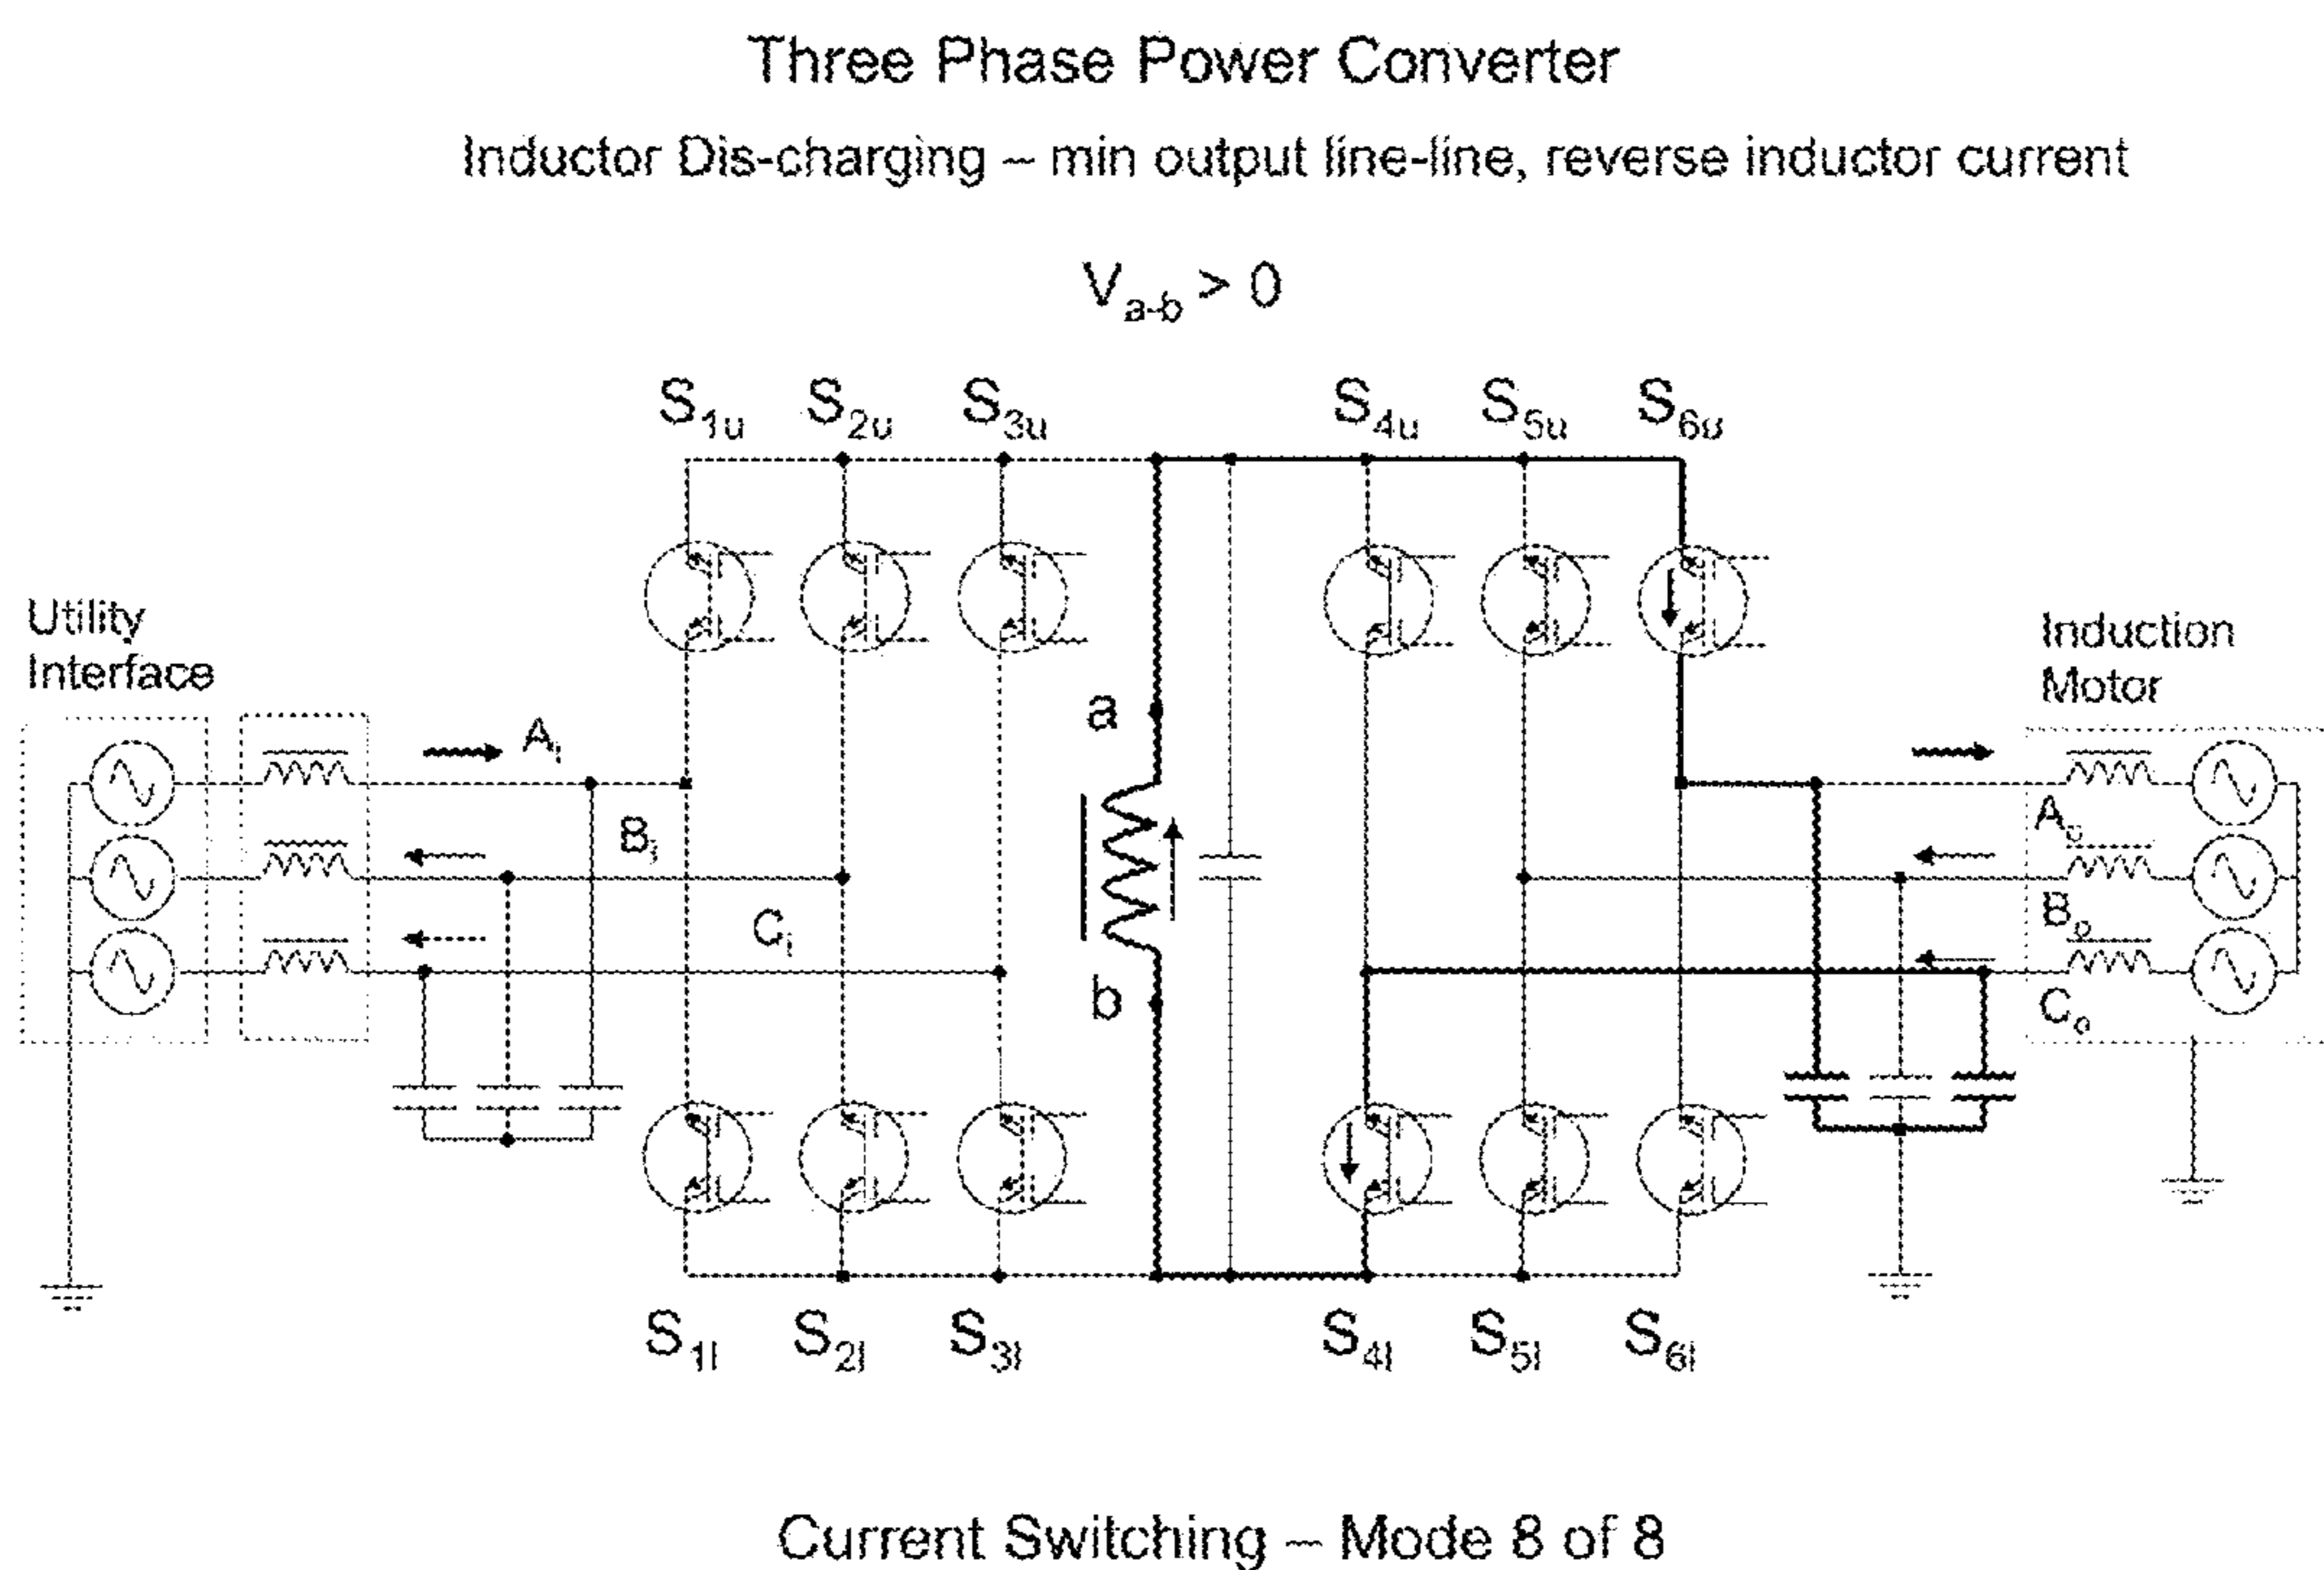 Three Phase Power Converter
Inductor Dis-charging – min output line-line, reverse inductor current
Va-b > 0
S1u S2u S3u S4u S5u S6u
Utility
Interface
Induction
Motor
a
Ai
Bi
Ci
b
Ao
Bo
Co
S1l S2l S3l S4l S5l S6l
Current Switching – Mode 8 of 8